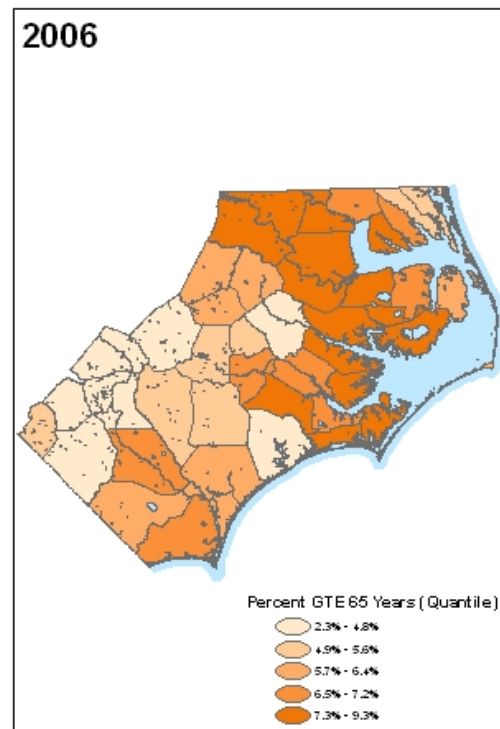 2006
Percent GTE 65 Years (Quantile)
2.3% - 4.8%
4.9% - 5.6%
5.7% - 6.4%
6.5% - 7.2%
7.3% - 9.3%